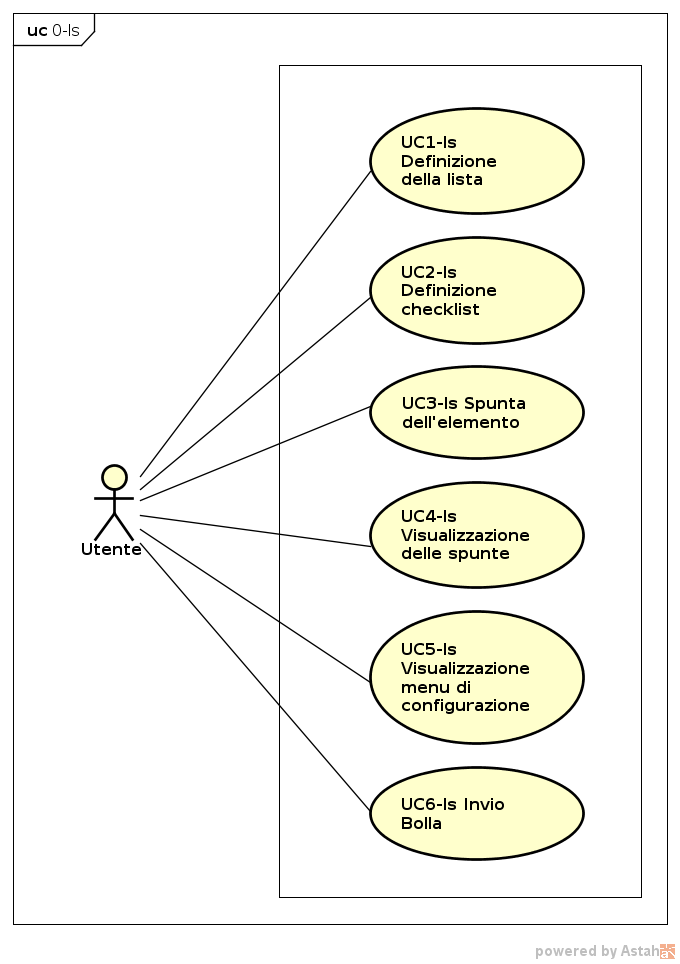 uc 0-ls
UC1-ls
Definizione
della lista
UC2-ls
Definizione
checklist
UC3-ls Spunta
dell'elemento
UC4-ls
Visualizzazione
delle spunte
Utente
UC5-ls
Visualizzazione
menu di
configurazione
UC6-ls Invio
Bolla
powered by Astah